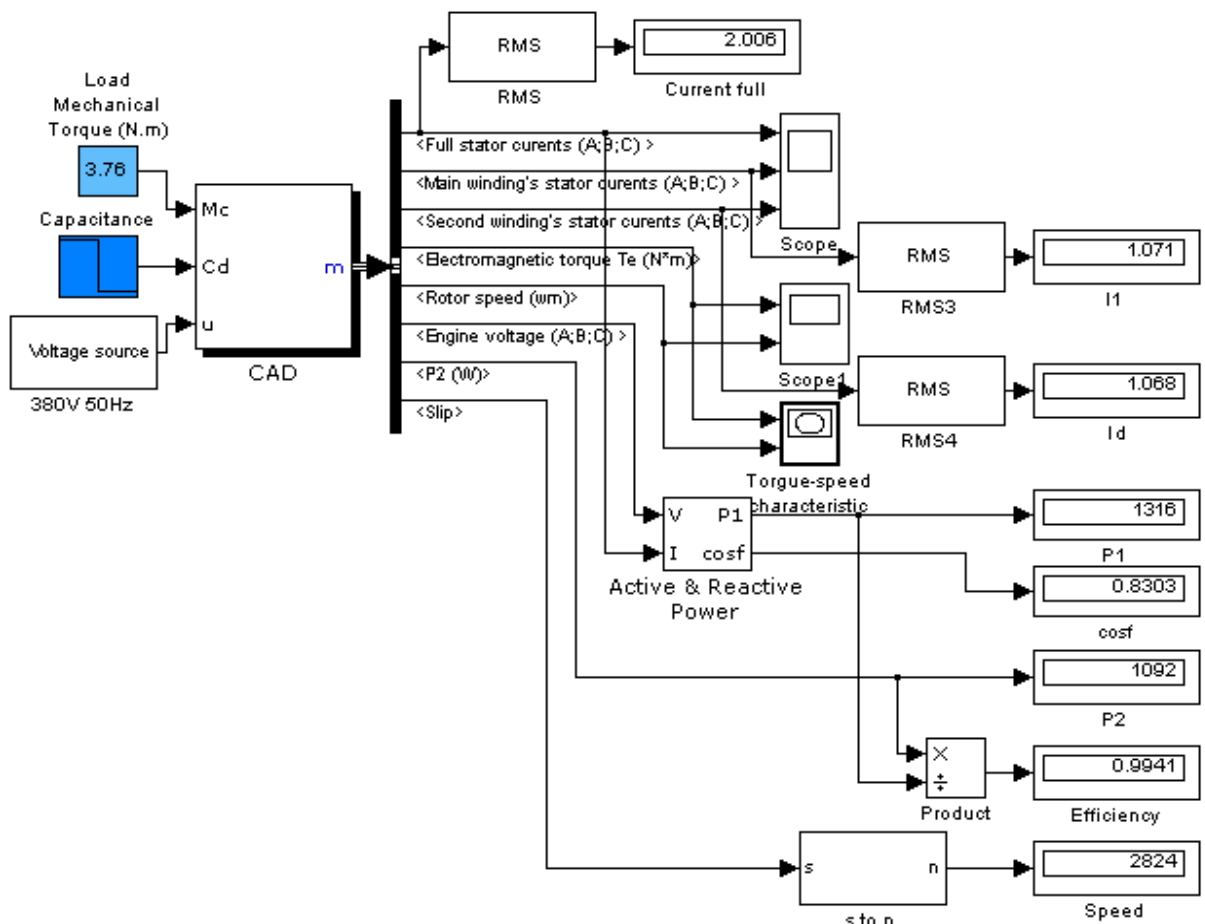 RMS
2.006
RMS
Current full
Load
Mechanical
Torque (N.m)
3.76
<Full stator curents (A;B;C) >
Mc
<Main winding's stator curents (A;B;C) >
Capacitance
<Second winding's stator curents (A;B;C) >
Scope
Cd
m
<Electromagnetic torque Te (N*m)>
RMS
1.071
<Rotor speed (wm)>
RMS3
I1
u
<Engine voltage (A;B;C) >
Voltage source
CAD
<P2 (W)>
Scope1
380V 50Hz
<Slip>
RMS
1.068
RMS4
Id
Torgue-speed
characteristic
V
P1
1316
I
cosf
P1
Active & Reactive
Power
0.8303
cosf
1092
P2
×
÷
0.9941
Product
Efficiency
s
n
2824
s to n
Speed